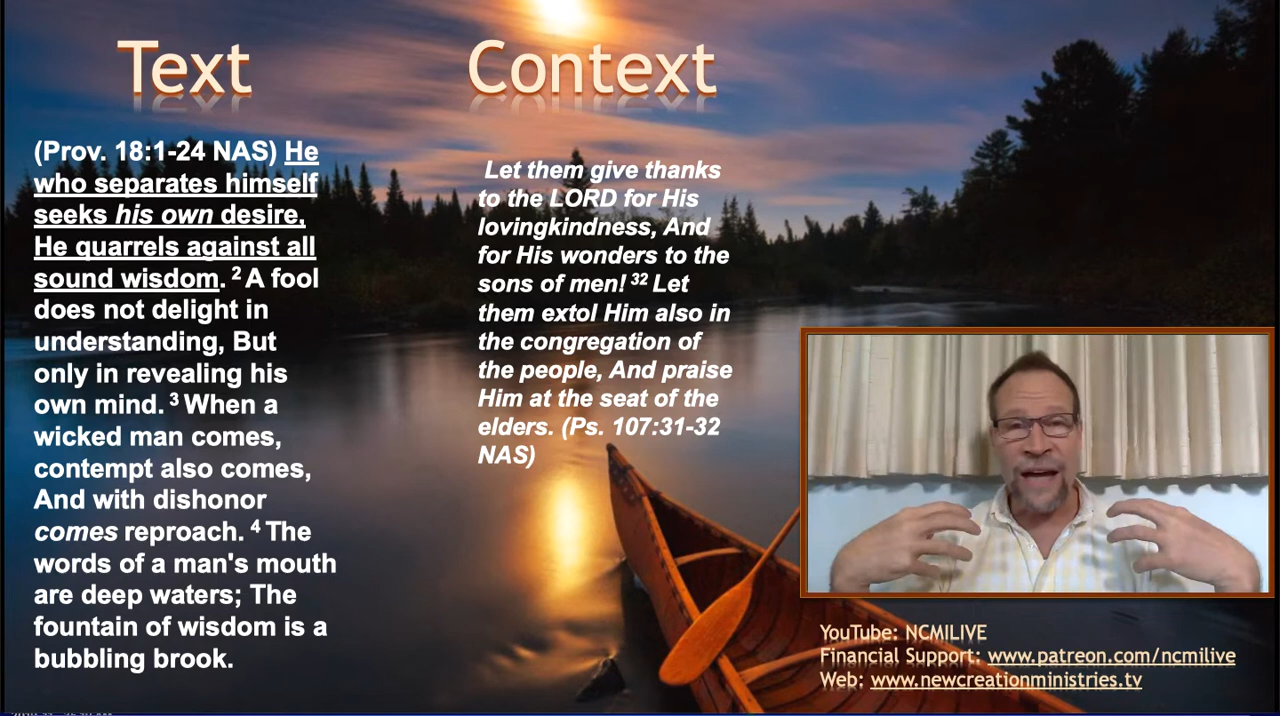 Text
Context
(Prov. 18:1-24 NAS) He
who separates himself
seeks his own desire,
He quarrels against all
sound wisdom. 2 A fool
does not delight in
understanding, But
only in revealing his
own mind. 3 When a
wicked man comes,
contempt also comes,
And with dishonor
comes reproach. 4 The
words of a man's mouth
are deep waters; The
fountain of wisdom is a
bubbling brook.
Let them give thanks
to the LORD for His
lovingkindness, And
for His wonders to the
sons of men! 32 Let
them extol Him also in
the congregation of
the people, And praise
Him at the seat of the
elders. (Ps. 107:31-32
NAS)
YouTube: NCMILIVE
Financial Support: www.patreon.com/ncmilive
Web: www.newcreationministries.tv